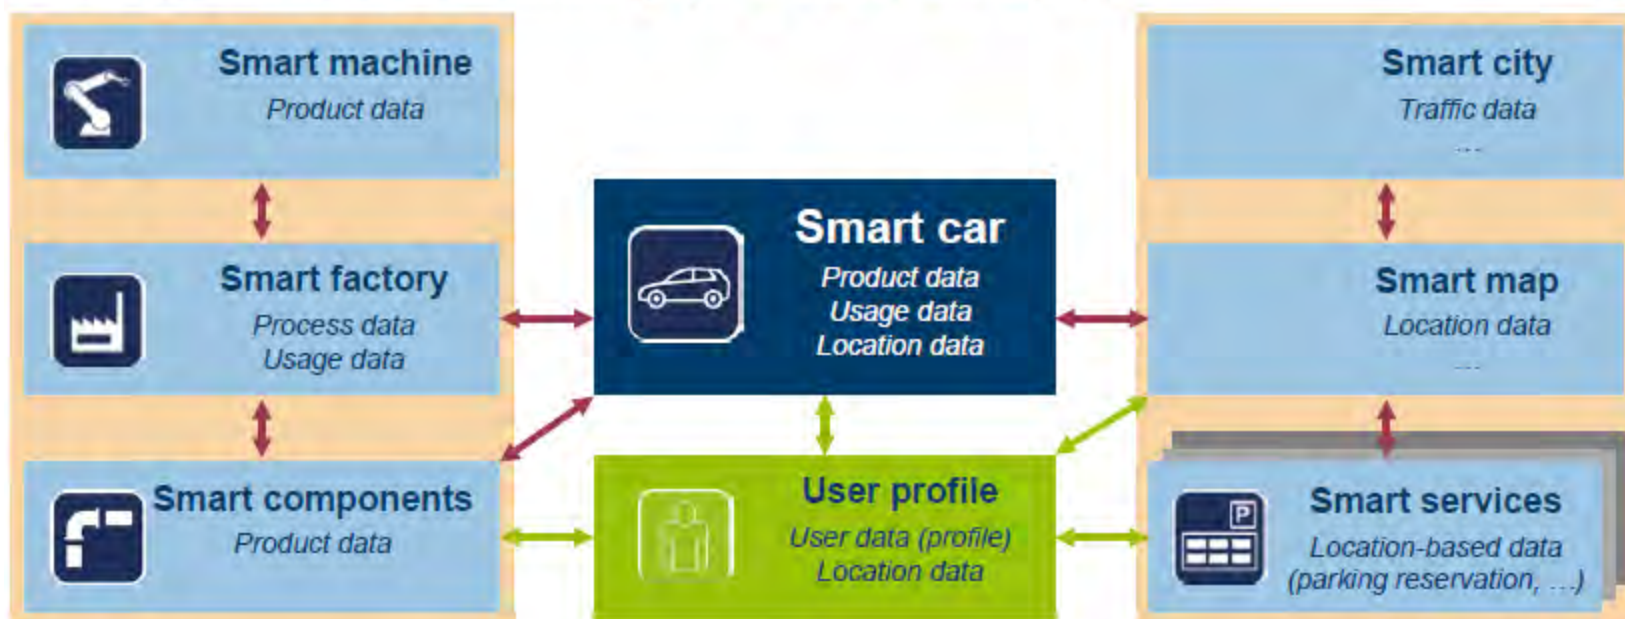 Smart machine
Product data
Smart factory
Process data
Usage data
Smart components
Product data
Smart car
Product data
Usage data
Location data
User profile
User data (profile)
Location data
Smart city
Traffic data
...
Smart map
Location data
...
P
Smart services
Location-based data
(parking reservation, ...)